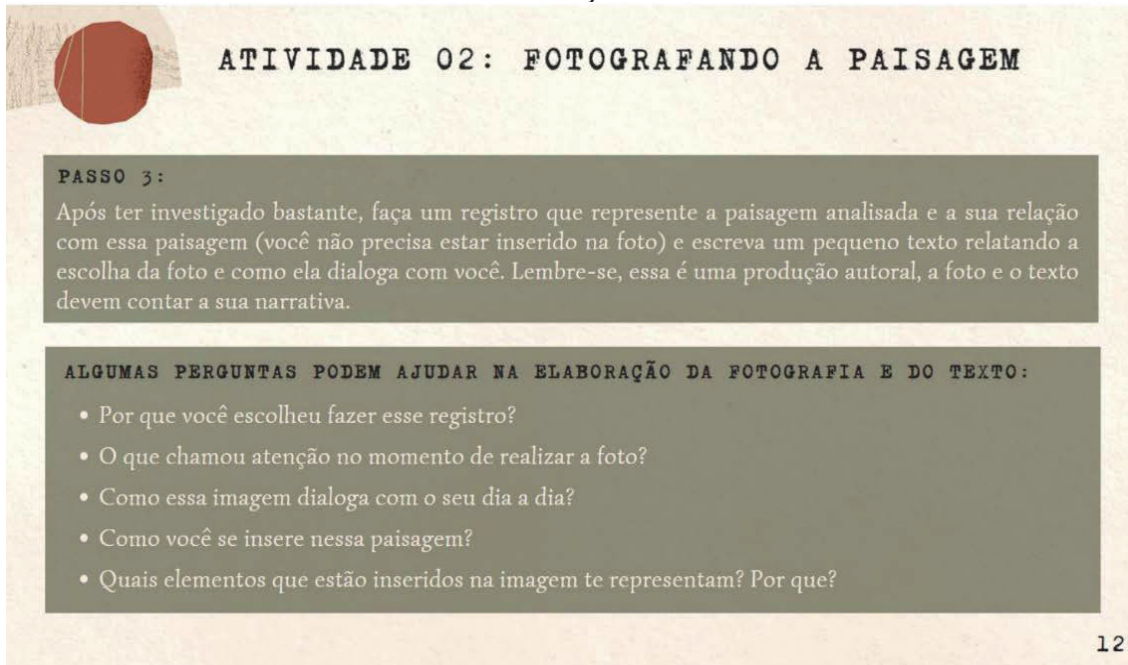 ATIVIDADE 02: FOTOGRAFANDO A PAISAGEM
PASSO 3:
Após ter investigado bastante, faça um registro que represente a paisagem analisada e a sua relação
com essa paisagem (você não precisa estar inserido na foto) e escreva um pequeno texto relatando a
escolha da foto e como ela dialoga com você. Lembre-se, essa é uma produção autoral, a foto e o texto
devem contar a sua narrativa.
ALGUMAS PERGUNTAS PODEM AJUDAR NA ELABORAÇÃO DA FOTOGRAFIA E DO TEXTO:
• Por que você escolheu fazer esse registro?
• O que chamou atenção no momento de realizar a foto?
• Como essa imagem dialoga com o seu dia a dia?
• Como você se insere nessa paisagem?
• Quais elementos que estão inseridos na imagem te representam? Por que?
12